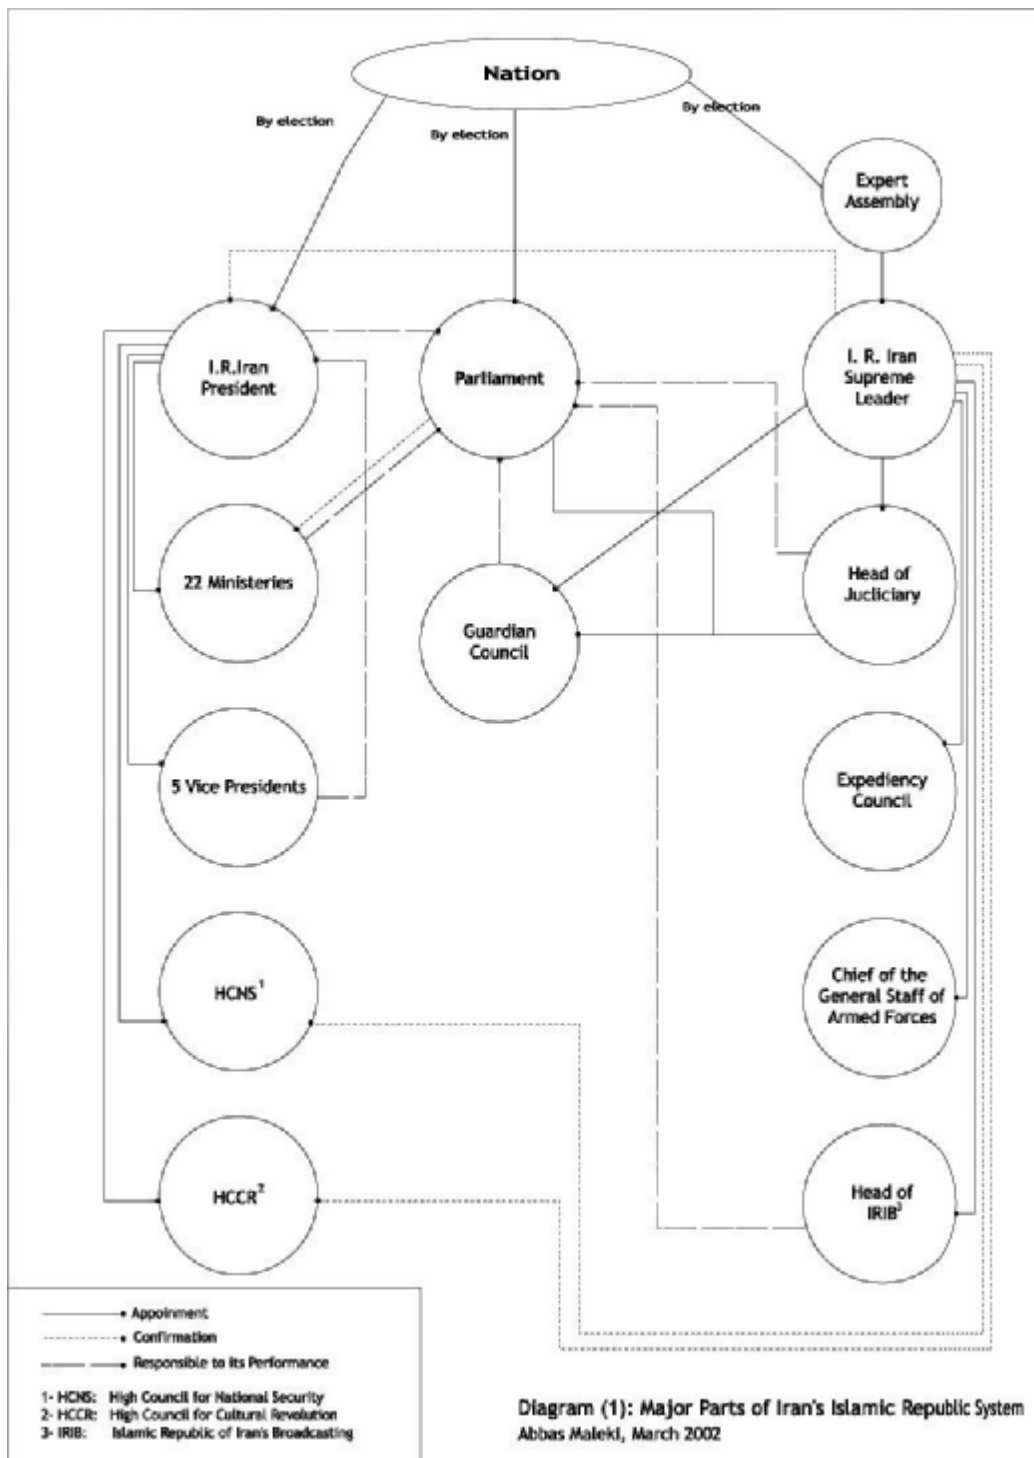 Nation
By election
By election
By election
Expert
Assembly
I.R.Iran
President
Parliament
I. R. Iran
Supreme
Leader
22 Ministeries
Guardian
Council
Head of
Jucliciary
5 Vice Presidents
Expediency
Council
HCNS1
Chief of the
General Staff of
Armed Forces
HCCR2
Head of
IRIB3
Appoinment
Confirmation
Responsible to its Performance
1- HCNS: High Council for National Security
2- HCCR: High Council for Cultural Revolution
3- IRIB: Islamic Republic of Iran's Broadcasting
Diagram (1): Major Parts of Iran's Islamic Republic System
Abbas Maleki, March 2002